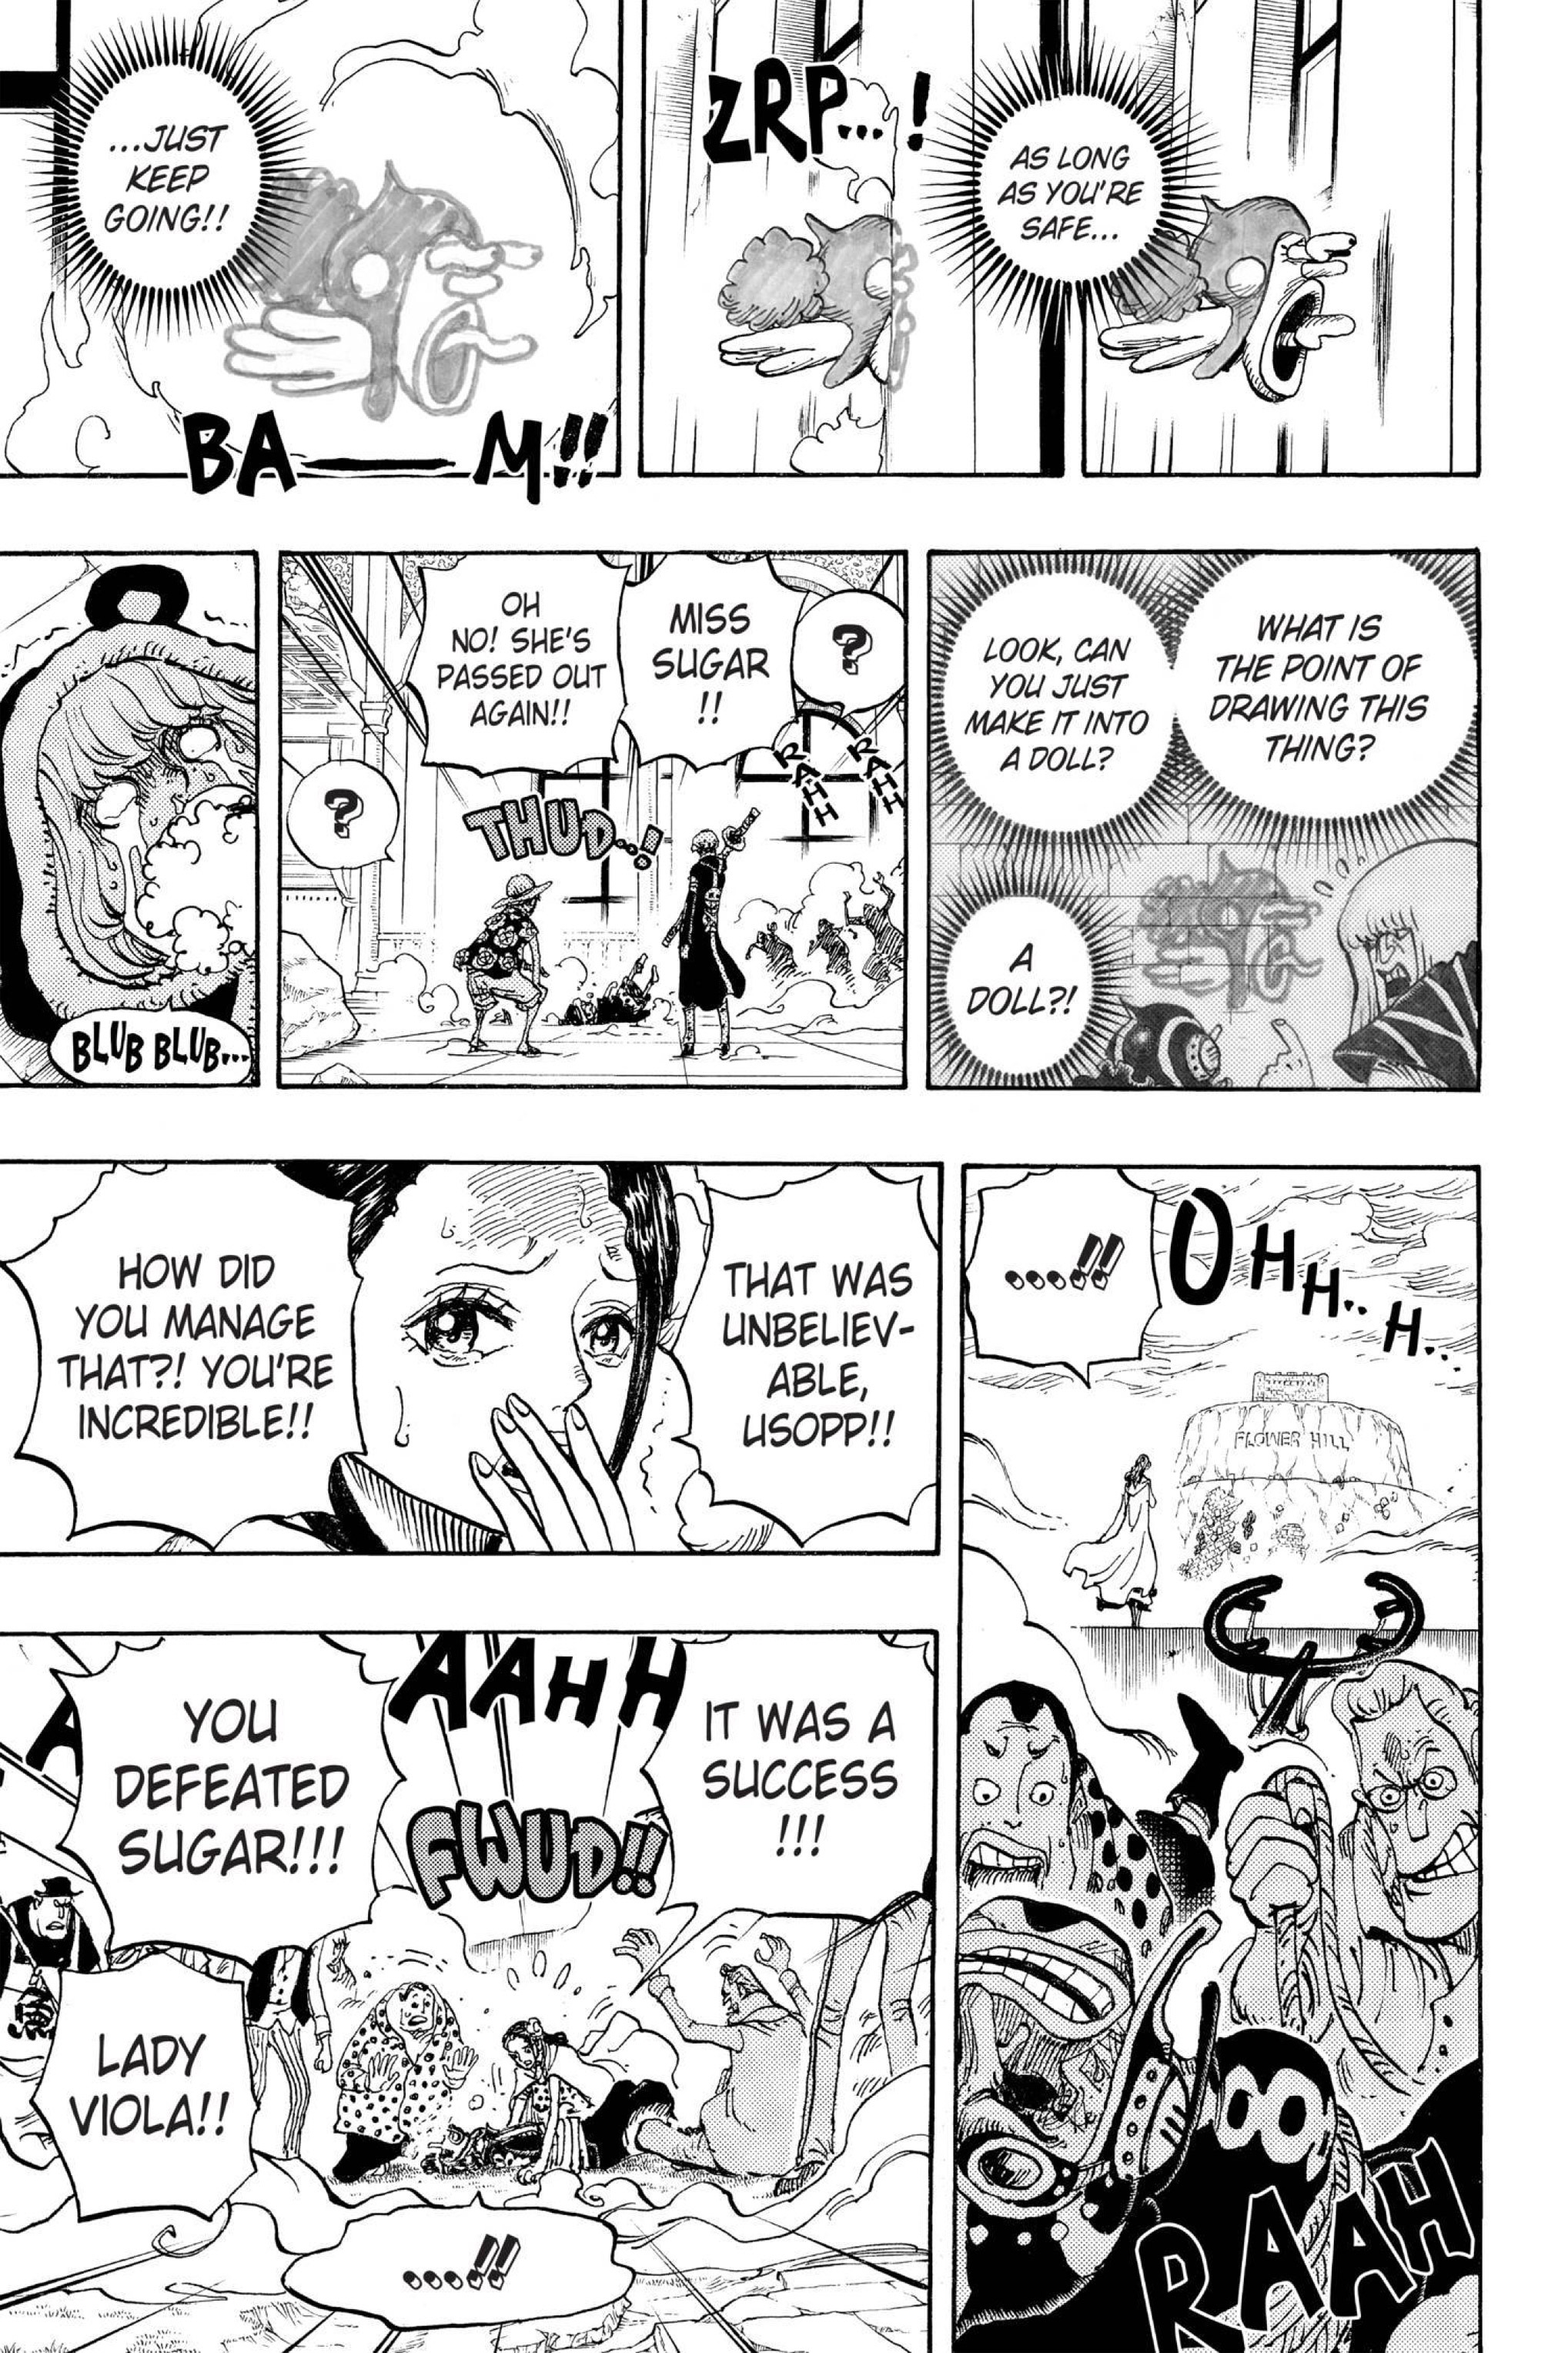 AS LONG
AS YOU'RE
SAFE...
ZRP...!
...JUST
KEEP
GOING!!
BA—M!!
WHAT IS
THE POINT OF
DRAWING THIS
THING?
LOOK, CAN
YOU JUST
MAKE IT INTO
A DOLL?
A
DOLL?!
?
MISS
SUGAR
!!
RAHH
RAHH
OH
NO! SHE'S
PASSED OUT
AGAIN!!
THUD...!
?
BLUB BLUB...
OHHH..H...
....!!
FLOWER HILL
RAAH
THAT WAS
UNBELIEV-
ABLE,
USOPP!!
HOW DID
YOU MANAGE
THAT?! YOU'RE
INCREDIBLE!!
IT WAS A
SUCCESS
!!!
AAHH
FWUD!!
YOU
DEFEATED
SUGAR!!!
LADY
VIOLA!!
....!!